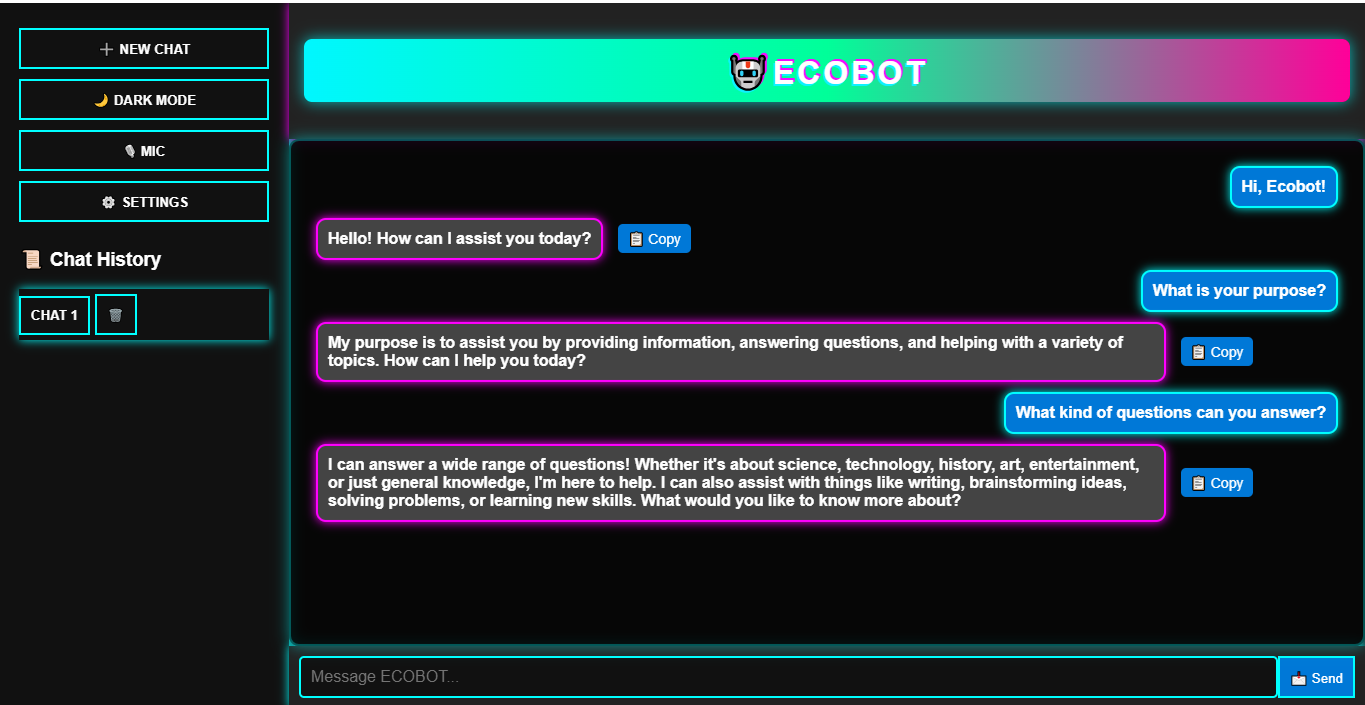 NEW CHAT
DARK MODE
MIC
SETTINGS
Chat History
CHAT 1
ECOBOT
Hi, Ecobot!
Hello! How can I assist you today?
Copy
What is your purpose?
My purpose is to assist you by providing information, answering questions, and helping with a variety of
topics. How can I help you today?
Copy
What kind of questions can you answer?
I can answer a wide range of questions! Whether it's about science, technology, history, art, entertainment,
or just general knowledge, I'm here to help. I can also assist with things like writing, brainstorming ideas,
solving problems, or learning new skills. What would you like to know more about?
Copy
Message ECOBOT...
Send